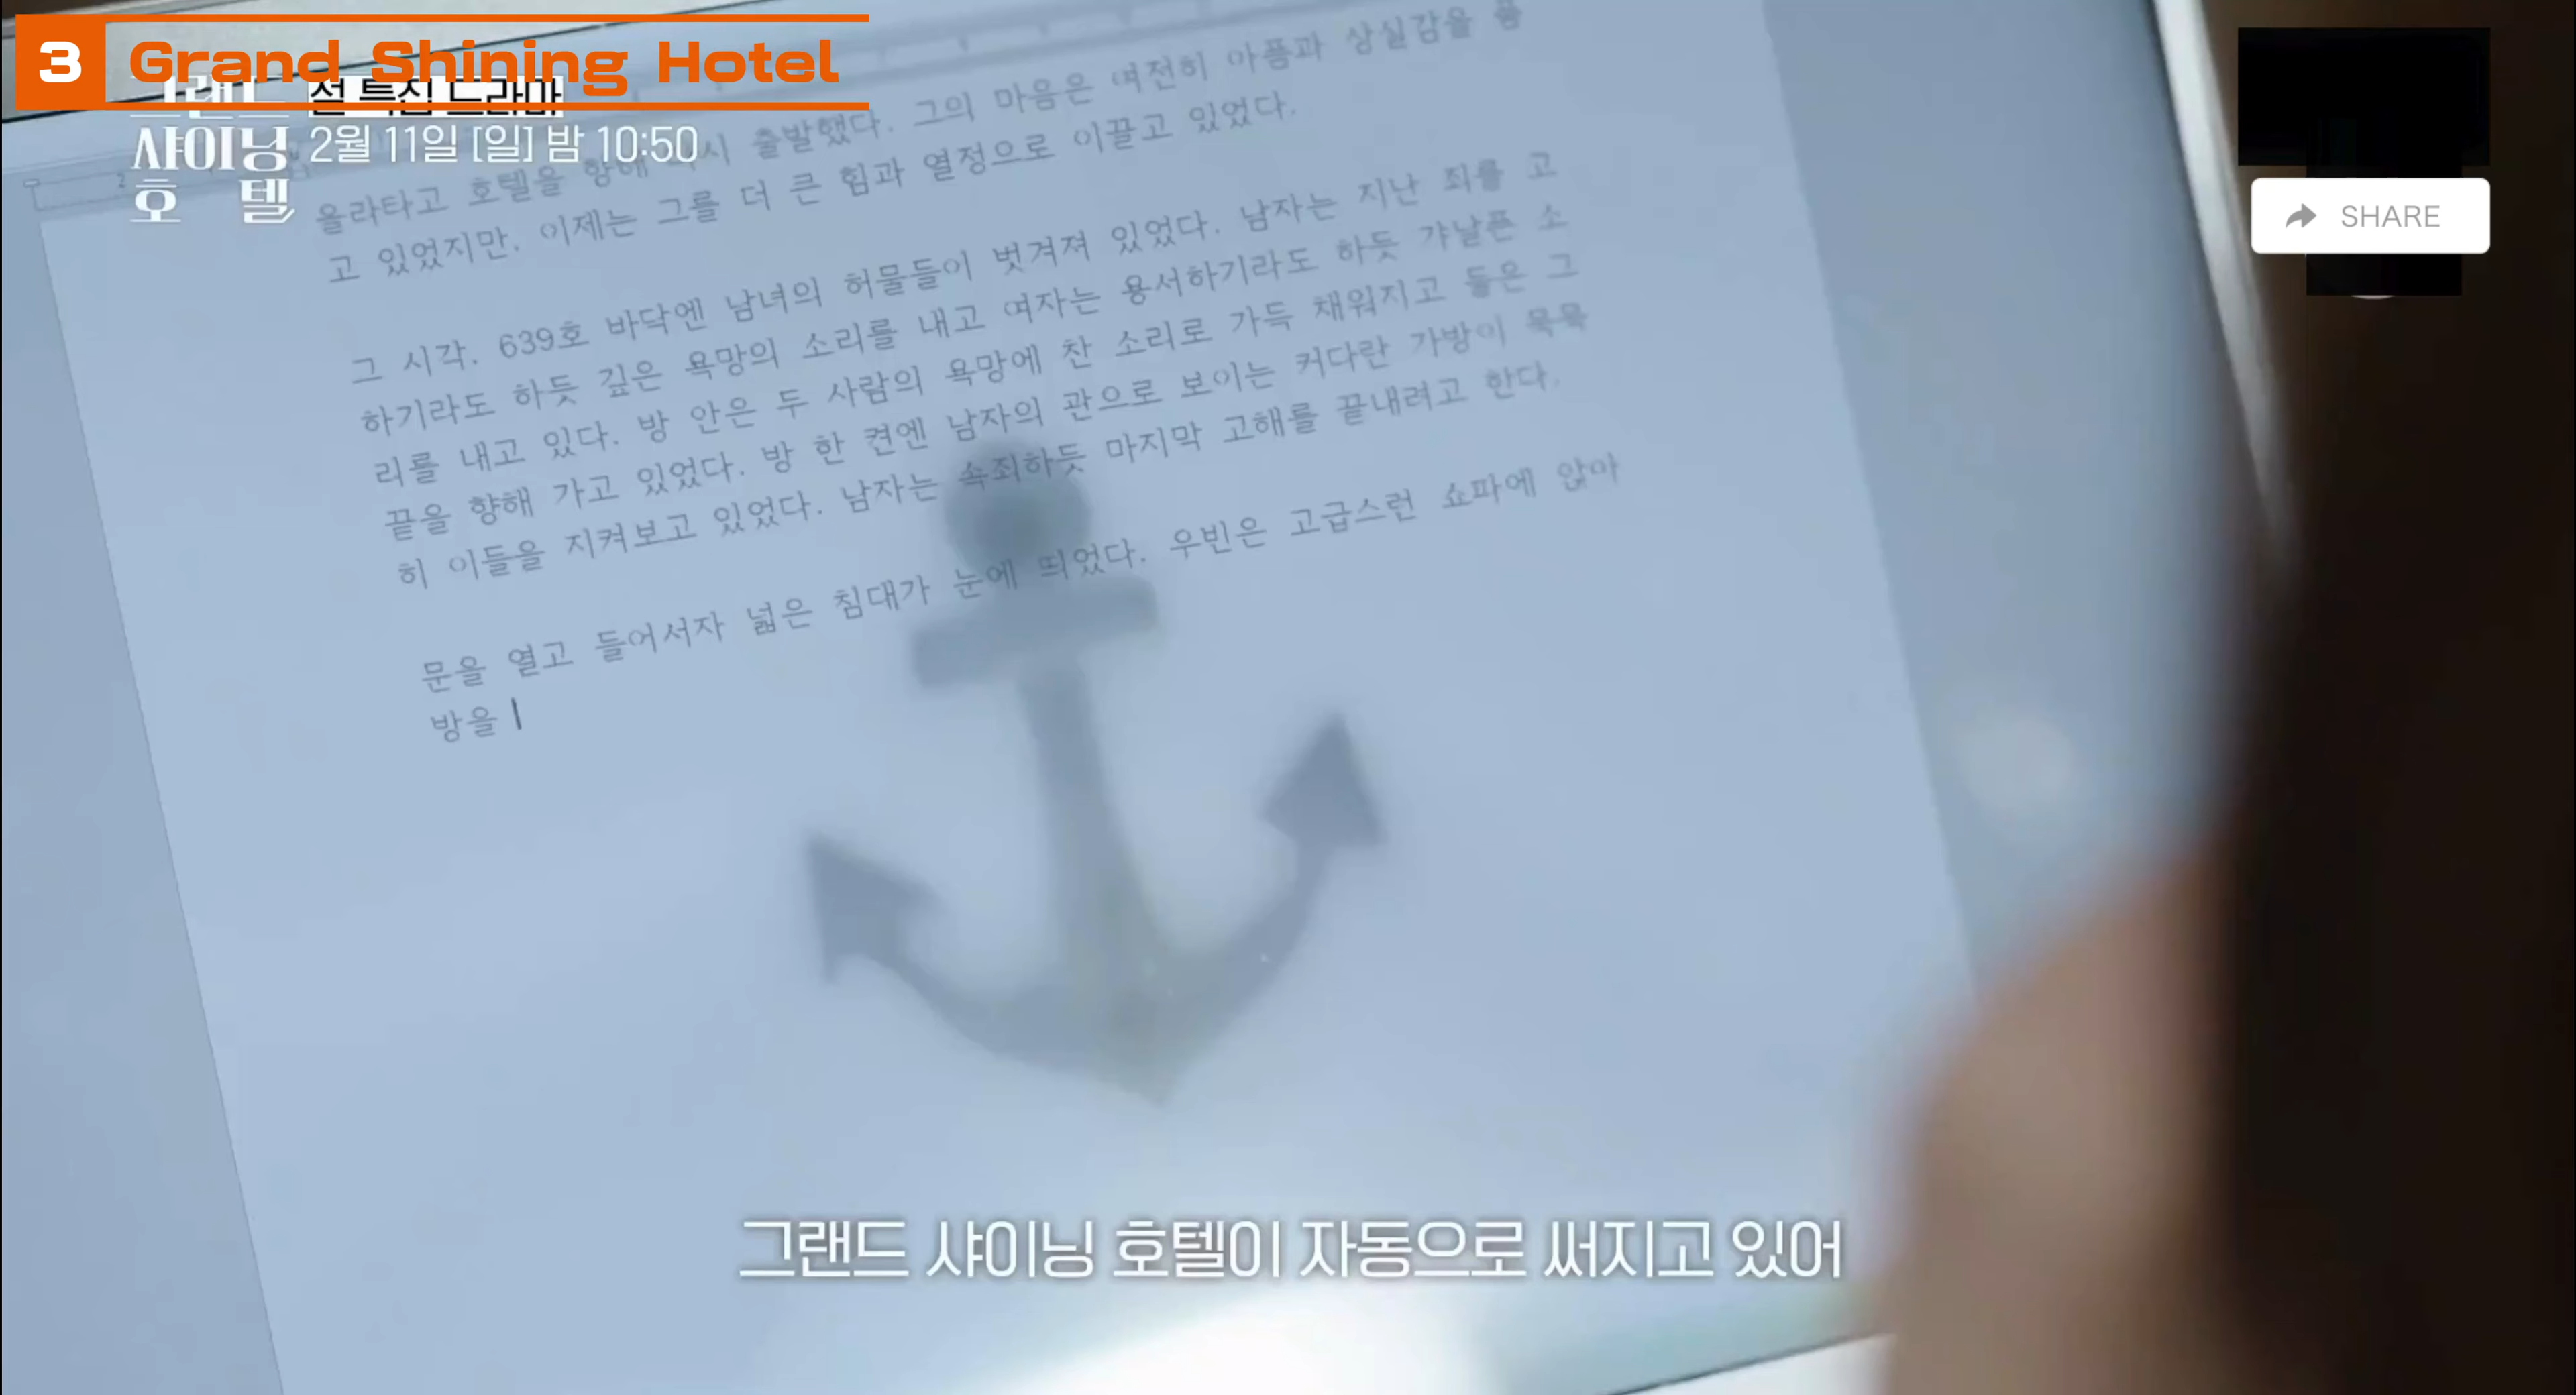 3 Grand Shining Hotel
그랜드 설 특집 드라마
샤이닝 2월 11일 [일] 밤 10:50
호텔
SHARE
고 있었지만. 이제는 그를 더 큰 힘과 열정으로 이끌고 있었다.
올라타고 호텔을 향해 출발했다. 그의 마음은 여전히 아픔과 상실감을 품
그 시각. 639호 바닥엔 남녀의 허물들이 벗겨져 있었다. 남자는 지난 죄를 고
하기라도 하듯 깊은 욕망의 소리를 내고 여자는 용서하기라도 하듯 갸날픈 소
리를 내고 있다. 방 안은 두 사람의 욕망에 찬 소리로 가득 채워지고 둘은 그
끝을 향해 가고 있었다. 방 한 켠엔 남자의 관으로 보이는 커다란 가방이 묵묵
히 이들을 지켜보고 있었다. 남자는 속죄하듯 마지막 고해를 끝내려고 한다.
문을 열고 들어서자 넓은 침대가 눈에 띄었다. 우빈은 고급스런 쇼파에 앉아
방을
그랜드 샤이닝 호텔이 자동으로 써지고 있어